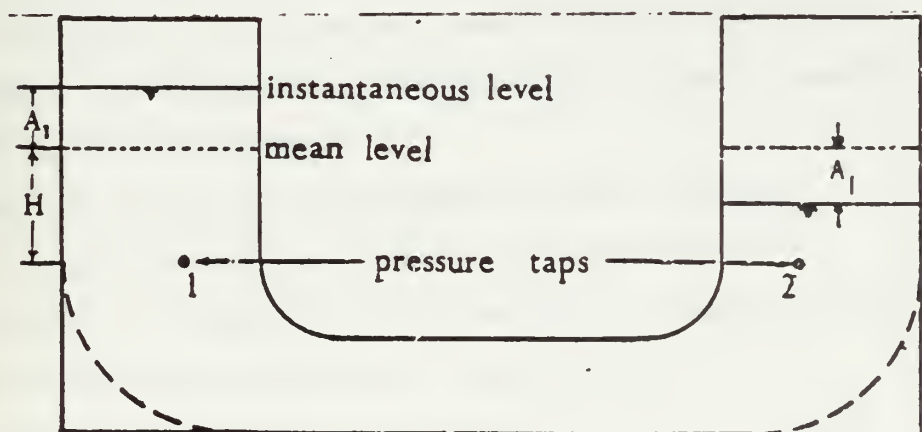 instantaneous level
A₁
mean level
A₁
H
pressure taps
1
2